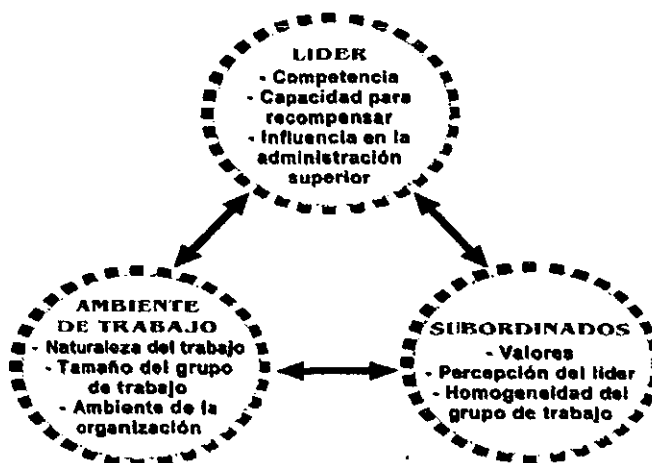 LIDER
- Competencia
- Capacidad para
recompensar
- Influencia en la
administración
superior
AMBIENTE
DE TRABAJO
- Naturaleza del trabajo
- Tamaño del grupo
de trabajo
- Ambiente de la
organización
SUBORDINADOS
- Valores
- Percepción del líder
- Homogeneidad del
grupo de trabajo